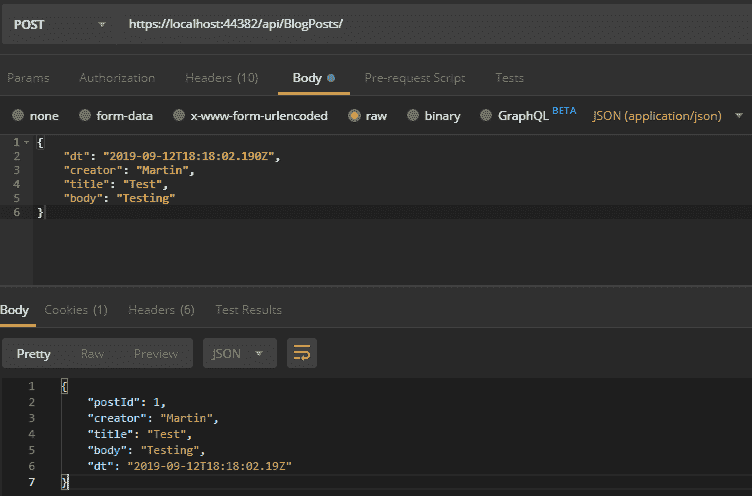 POST https://localhost:44382/api/BlogPosts/
Params Authorization Headers (10) Body Pre-request Script Tests
none form-data x-www-form-urlencoded raw binary GraphQL BETA JSON (application/json)
1 {
2 "dt": "2019-09-12T18:18:02.190Z",
3 "creator": "Martin",
4 "title": "Test",
5 "body": "Testing"
6 }
Body Cookies (1) Headers (6) Test Results
Pretty Raw Preview JSON
1 {
2 "postId": 1,
3 "creator": "Martin",
4 "title": "Test",
5 "body": "Testing",
6 "dt": "2019-09-12T18:18:02.19Z"
7 }